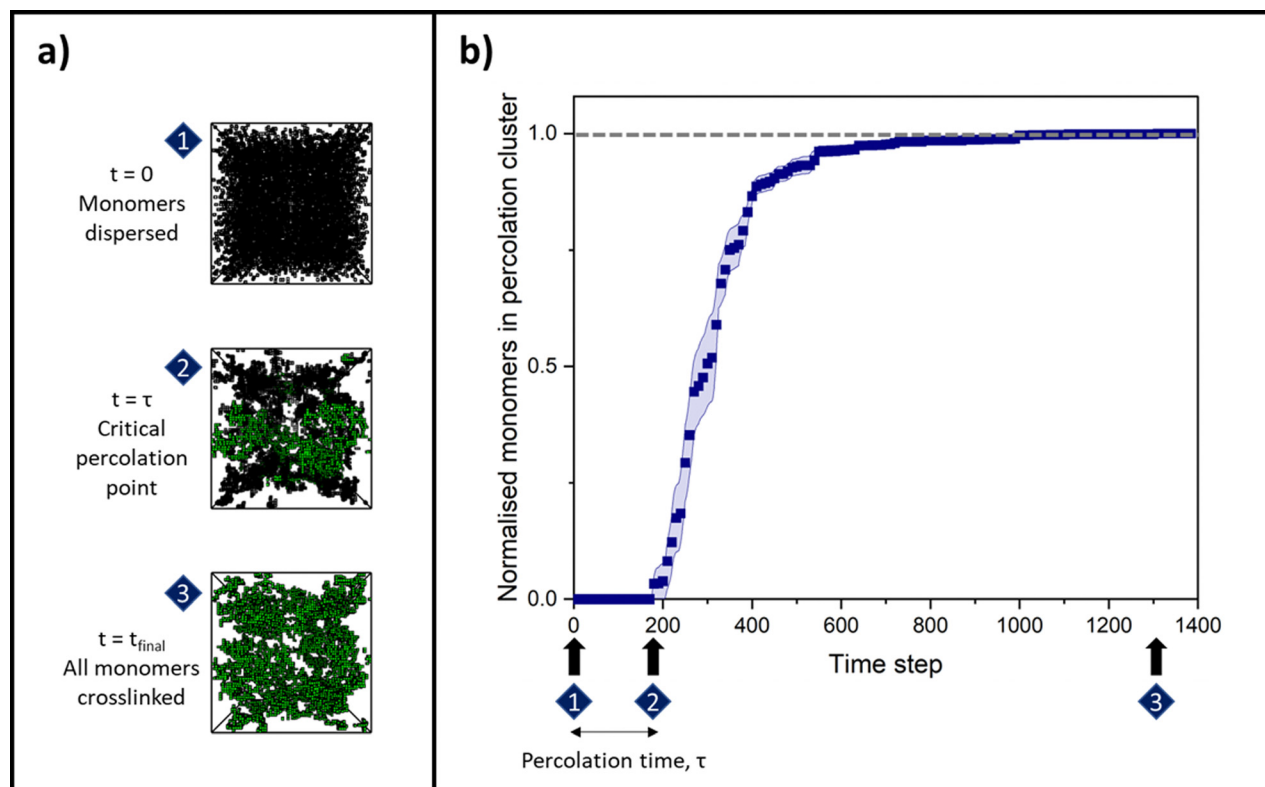 a)
1
t = 0
Monomers
dispersed
2
t = τ
Critical
percolation
point
3
t = tfinal
All monomers
crosslinked
b)
Normalised monomers in percolation cluster
1.0
0.5
0.0
0 200 400 600 800 1000 1200 1400
Time step
1 2 3
Percolation time, τ